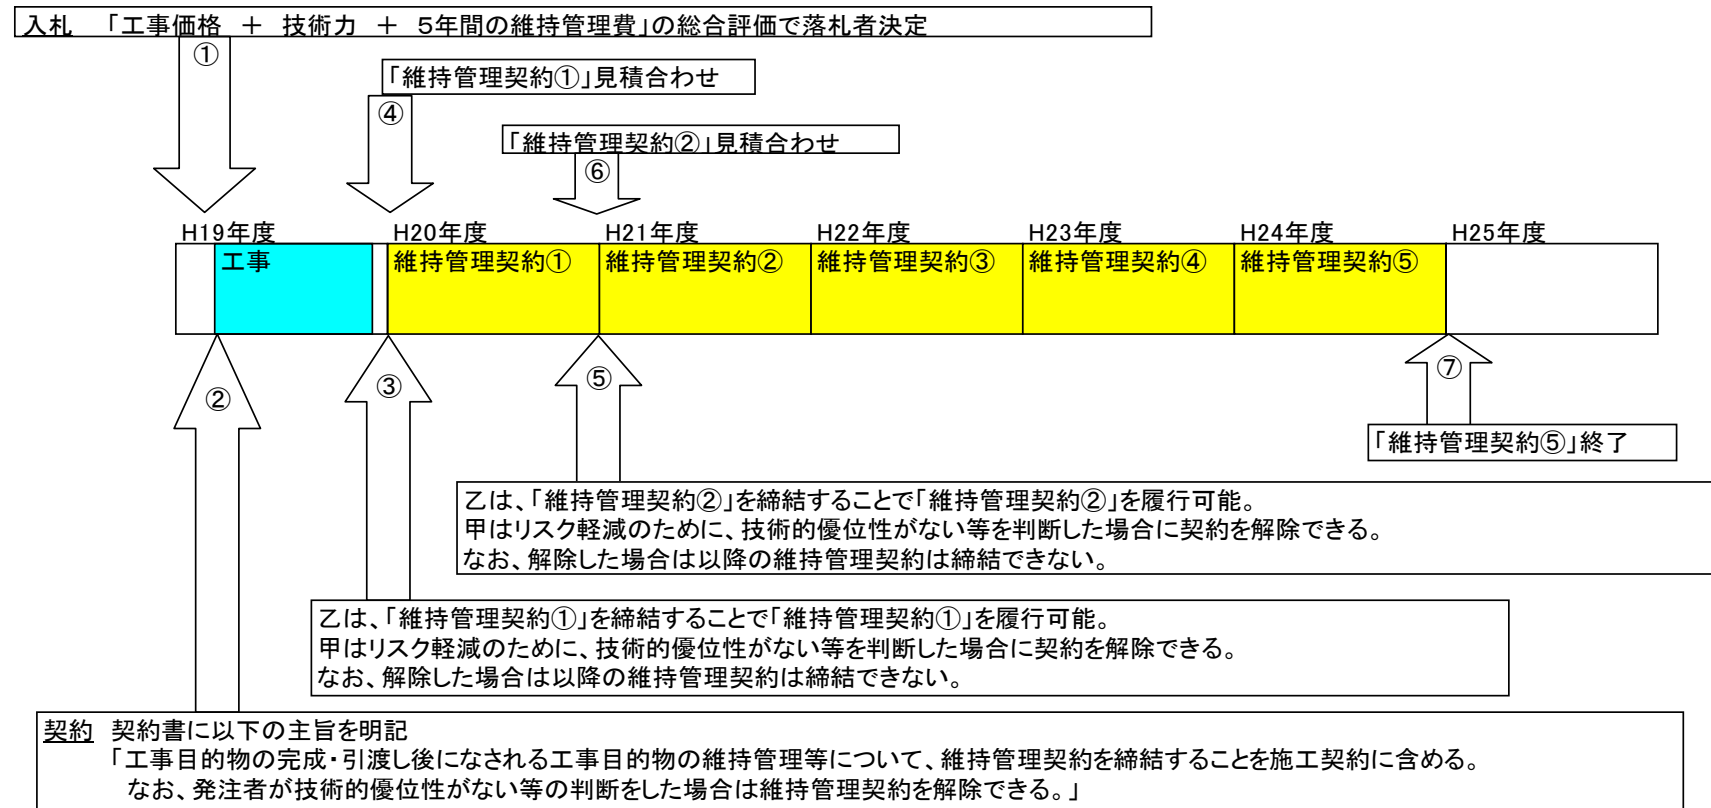 入札　「工事価格　＋　技術力　＋　5年間の維持管理費」の総合評価で落札者決定
①
「維持管理契約①」見積合わせ
④
「維持管理契約②」見積合わせ
⑥
H19年度
H20年度
H21年度
H22年度
H23年度
H24年度
H25年度
工事
維持管理契約①
維持管理契約②
維持管理契約③
維持管理契約④
維持管理契約⑤
②
③
⑤
⑦
「維持管理契約⑤」終了
乙は、「維持管理契約②」を締結することで「維持管理契約②」を履行可能。
甲はリスク軽減のために、技術的優位性がない等を判断した場合に契約を解除できる。
なお、解除した場合は以降の維持管理契約は締結できない。
乙は、「維持管理契約①」を締結することで「維持管理契約①」を履行可能。
甲はリスク軽減のために、技術的優位性がない等を判断した場合に契約を解除できる。
なお、解除した場合は以降の維持管理契約は締結できない。
契約　契約書に以下の主旨を明記
「工事目的物の完成・引渡し後になされる工事目的物の維持管理等について、維持管理契約を締結することを施工契約に含める。
なお、発注者が技術的優位性がない等の判断をした場合は維持管理契約を解除できる。」